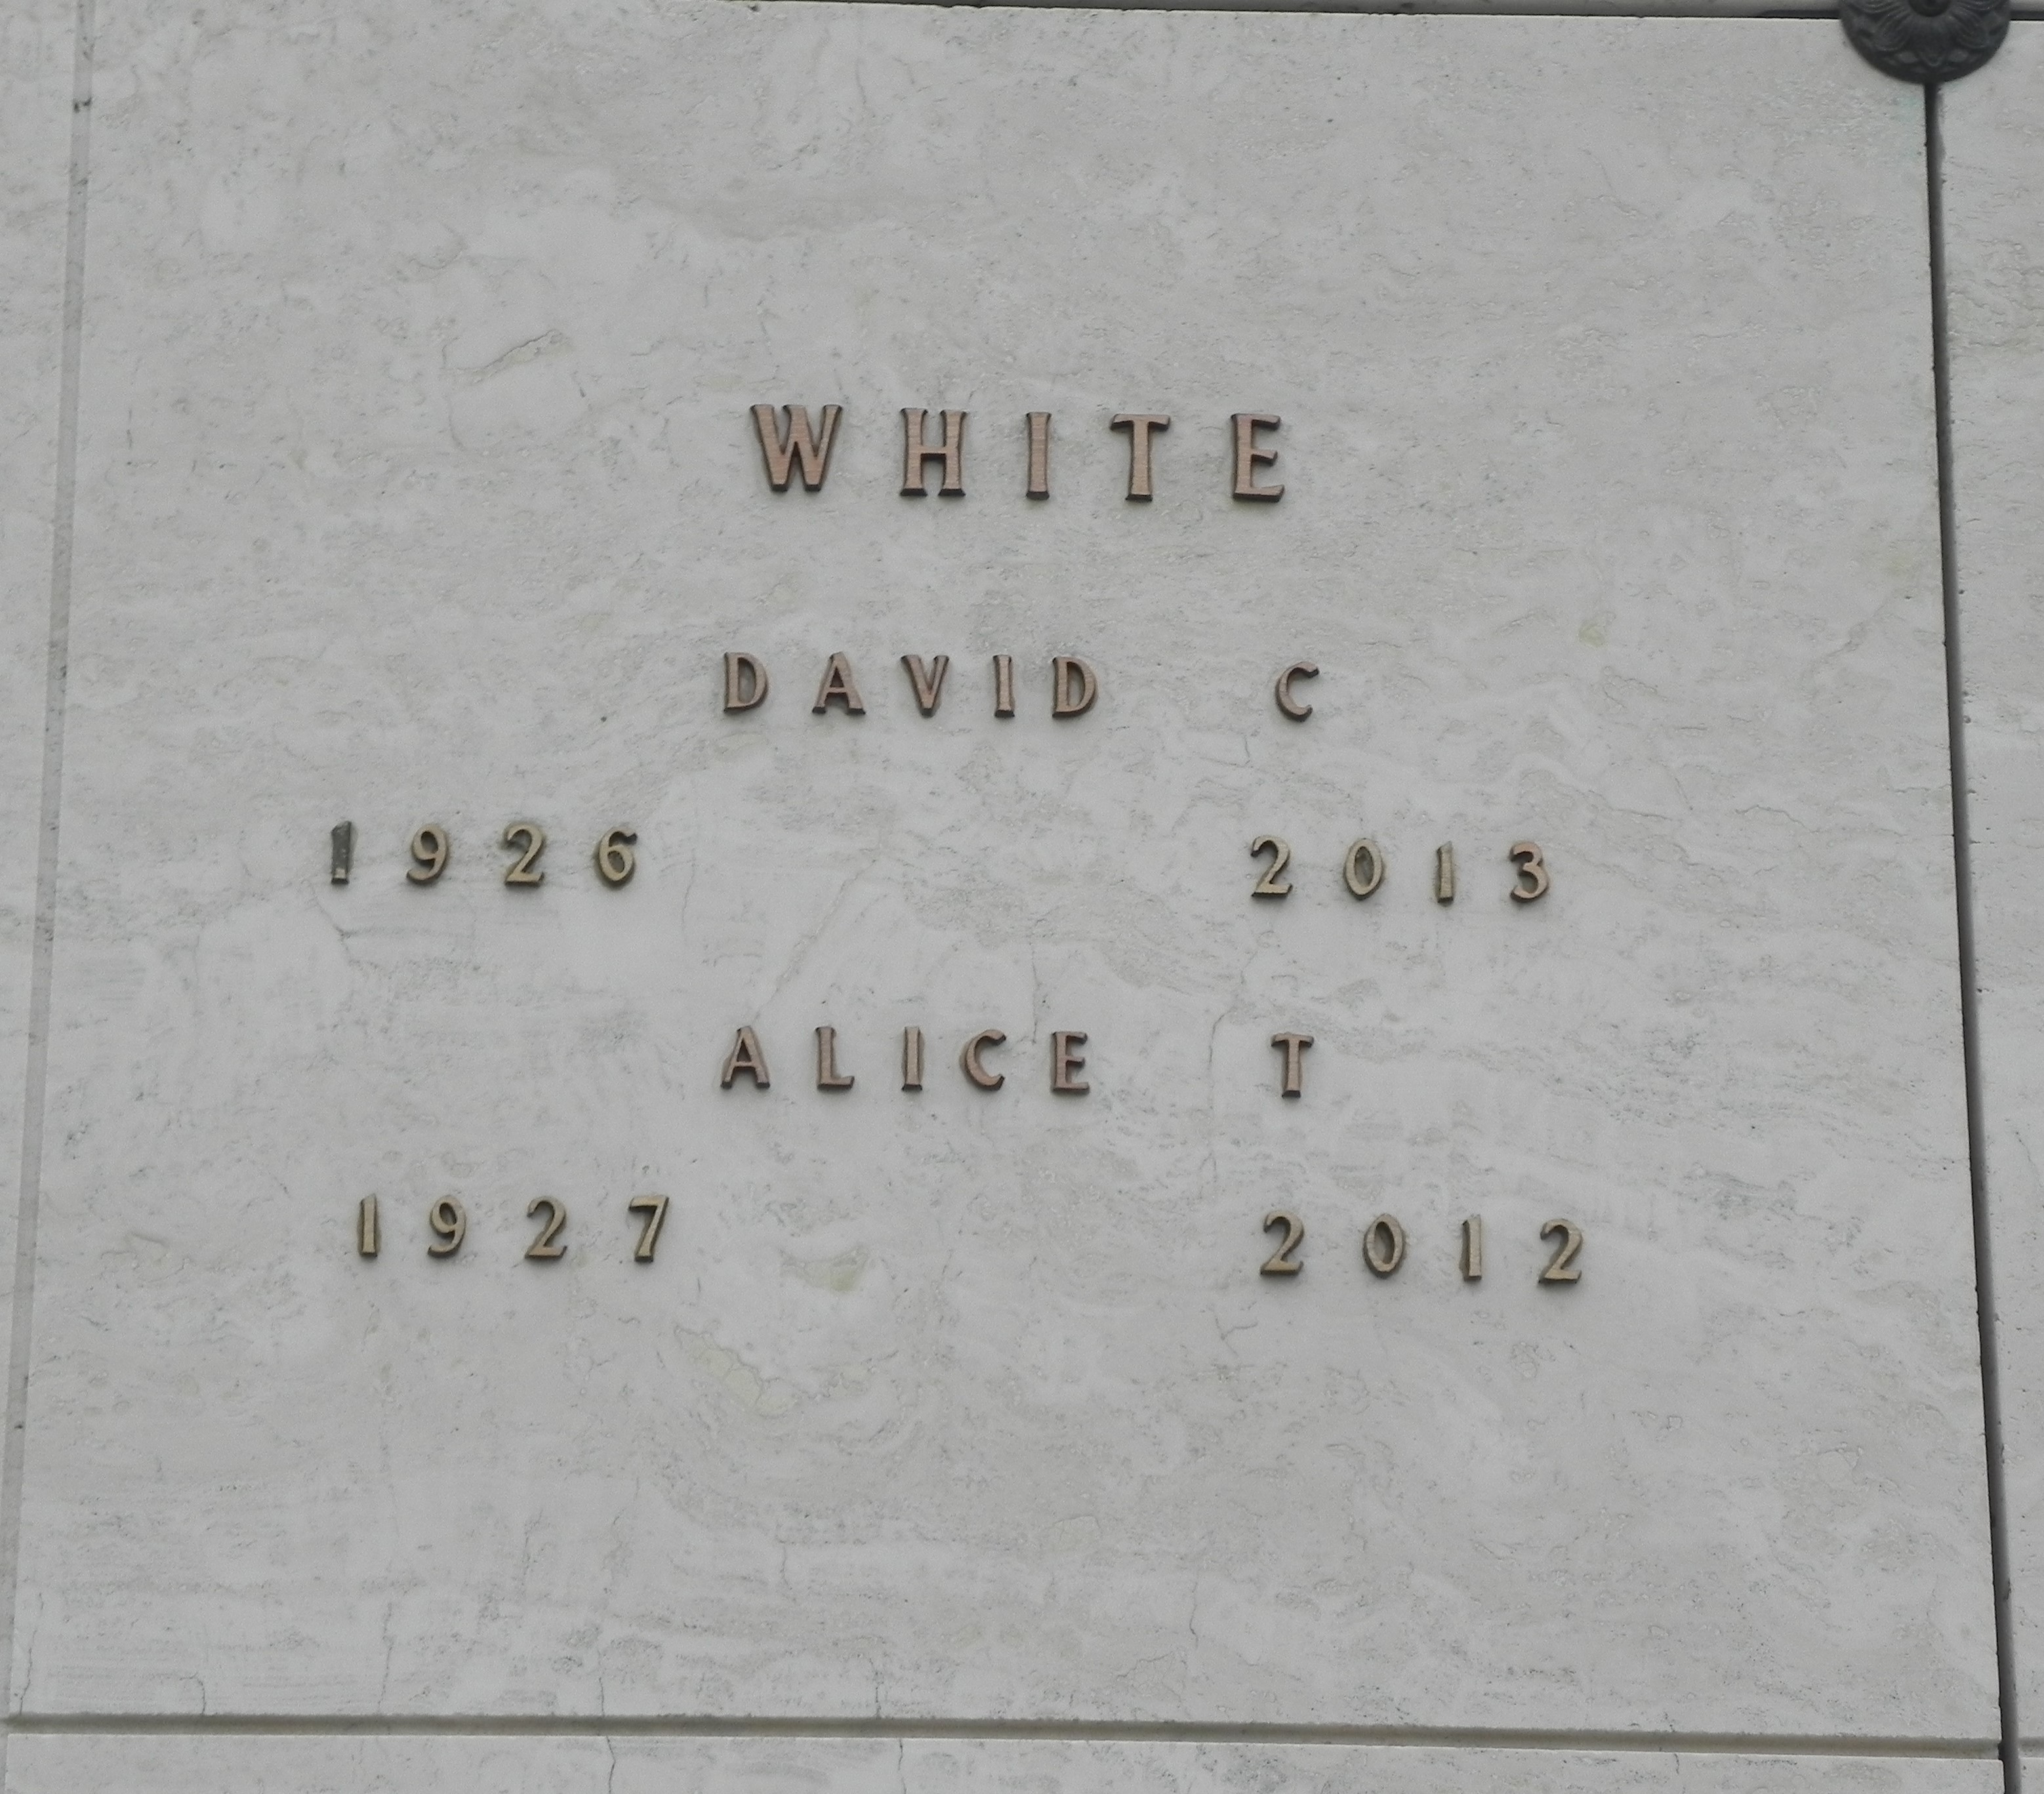 WHITE
DAVID C
1926 2013
ALICE T
1927 2012